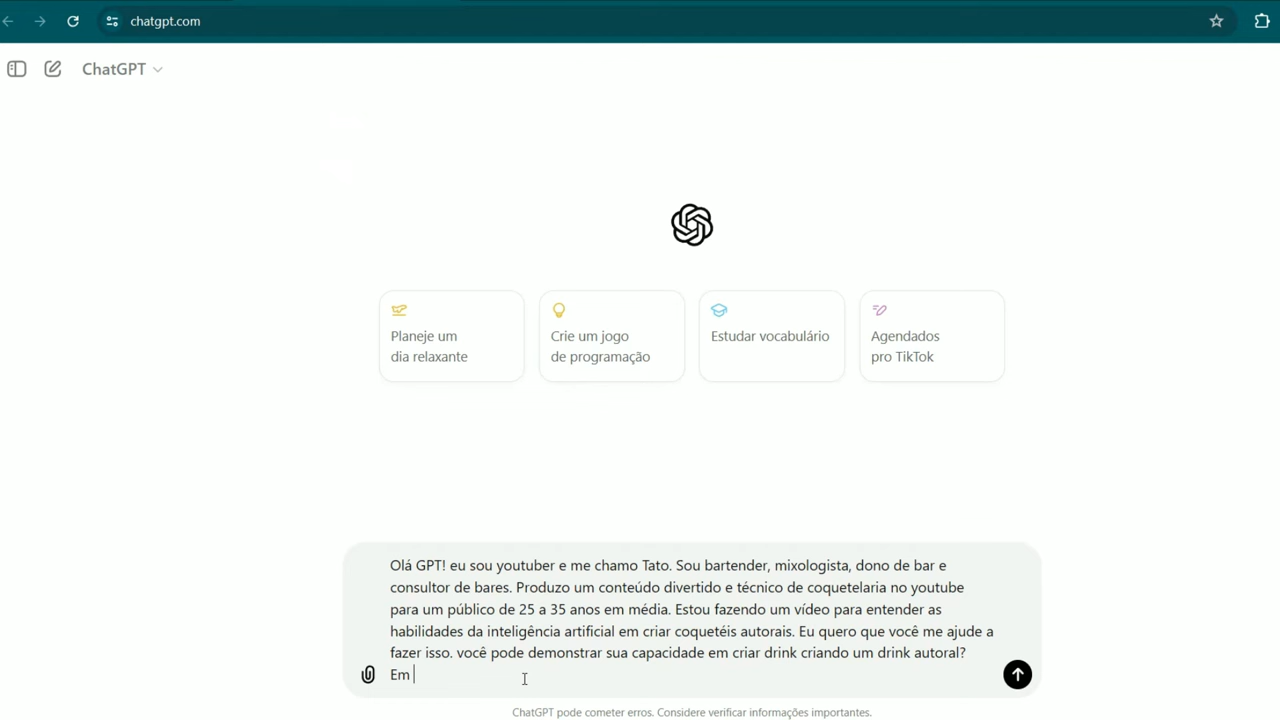 chatgpt.com
ChatGPT
Planeje um
dia relaxante
Crie um jogo
de programação
Estudar vocabulário
Agendados
pro TikTok
Olá GPT! eu sou youtuber e me chamo Tato. Sou bartender, mixologista, dono de bar e
consultor de bares. Produzo um conteúdo divertido e técnico de coquetelaria no youtube
para um público de 25 a 35 anos em média. Estou fazendo um vídeo para entender as
habilidades da inteligência artificial em criar coquetéis autorais. Eu quero que você me ajude a
fazer isso. você pode demonstrar sua capacidade em criar drink criando um drink autoral?
Em
ChatGPT pode cometer erros. Considere verificar informações importantes.